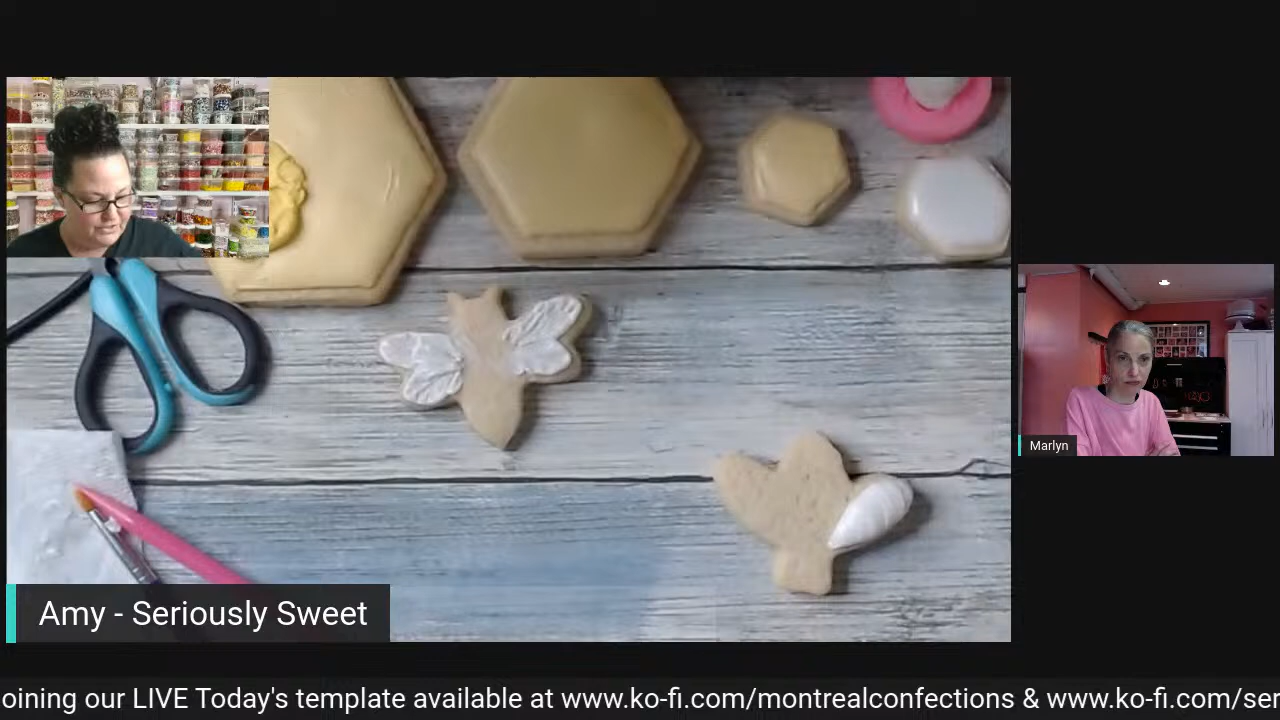 Marlyn
Amy - Seriously Sweet
oining our LIVE Today's template available at www.ko-fi.com/montrealconfections & www.ko-fi.com/ser